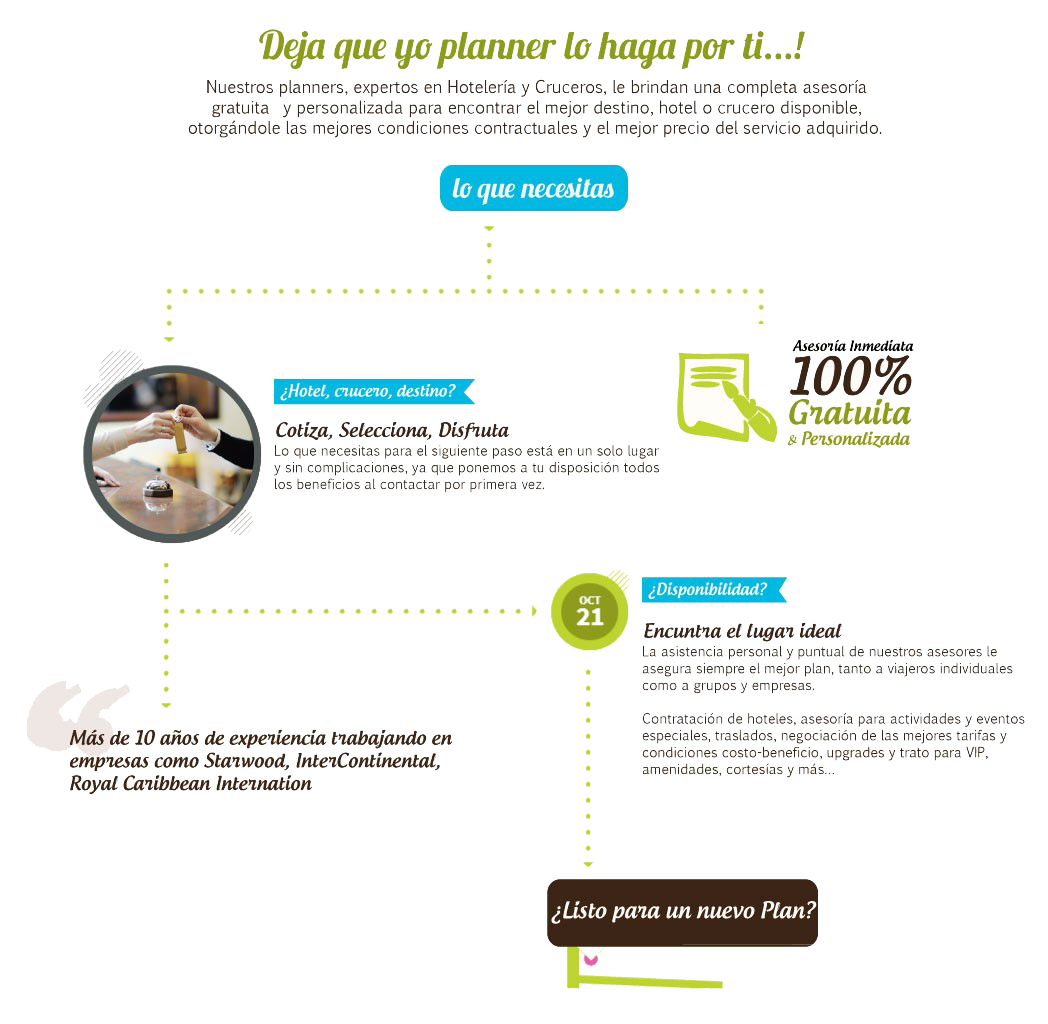 Deja que yo planner lo haga por ti...!
Nuestros planners, expertos en Hotelería y Cruceros, le brindan una completa asesoría
gratuita y personalizada para encontrar el mejor destino, hotel o crucero disponible,
otorgándole las mejores condiciones contractuales y el mejor precio del servicio adquirido.
lo que necesitas
Asesoría Inmediata
100%
Gratuita
& Personalizada
¿Hotel, crucero, destino?
Cotiza, Selecciona, Disfruta
Lo que necesitas para el siguiente paso está en un solo lugar
y sin complicaciones, ya que ponemos a tu disposición todos
los beneficios al contactar por primera vez.
OCT
21
¿Disponibilidad?
Encuntra el lugar ideal
La asistencia personal y puntual de nuestros asesores le
asegura siempre el mejor plan, tanto a viajeros individuales
como a grupos y empresas.
Contratación de hoteles, asesoría para actividades y eventos
especiales, traslados, negociación de las mejores tarifas y
condiciones costo-beneficio, upgrades y trato para VIP,
amenidades, cortesías y más...
Más de 10 años de experiencia trabajando en
empresas como Starwood, InterContinental,
Royal Caribbean Internation
¿Listo para un nuevo Plan?